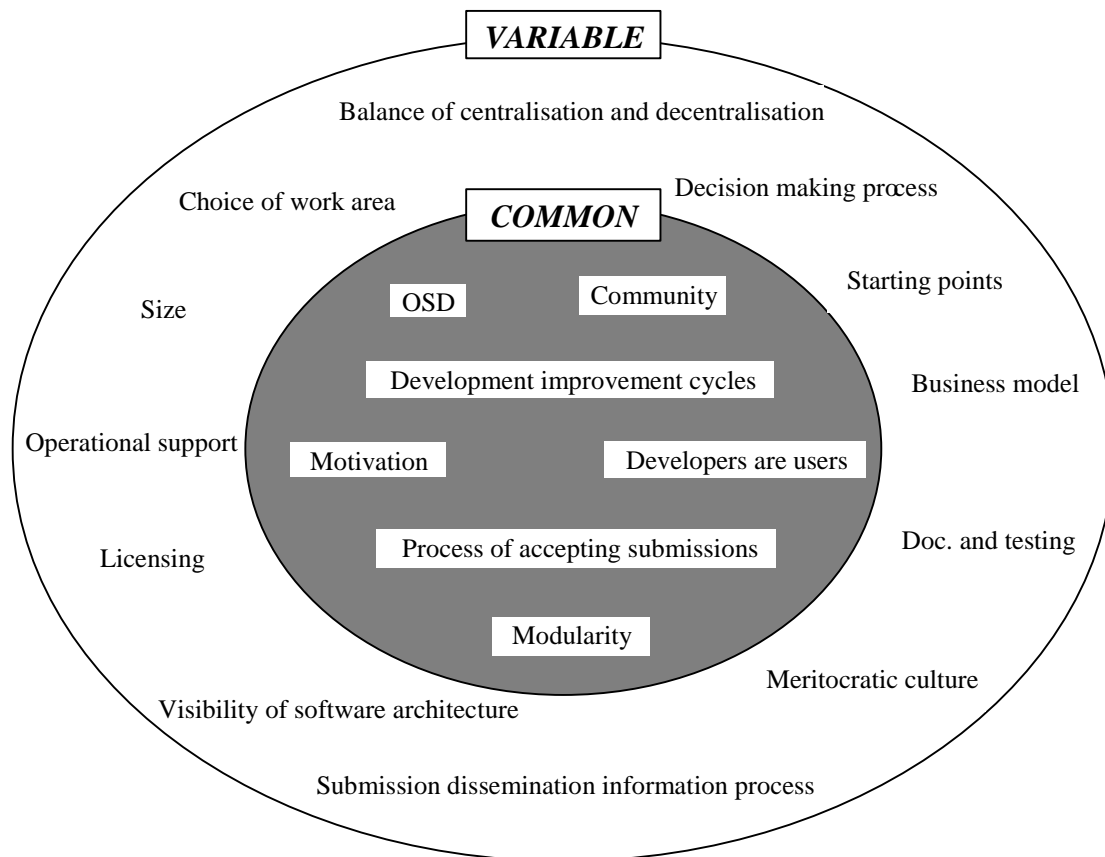 VARIABLE
Balance of centralisation and decentralisation
Decision making process
Choice of work area
COMMON
Starting points
OSD
Community
Size
Development improvement cycles
Business model
Operational support
Motivation
Developers are users
Doc. and testing
Licensing
Process of accepting submissions
Modularity
Meritocratic culture
Visibility of software architecture
Submission dissemination information process